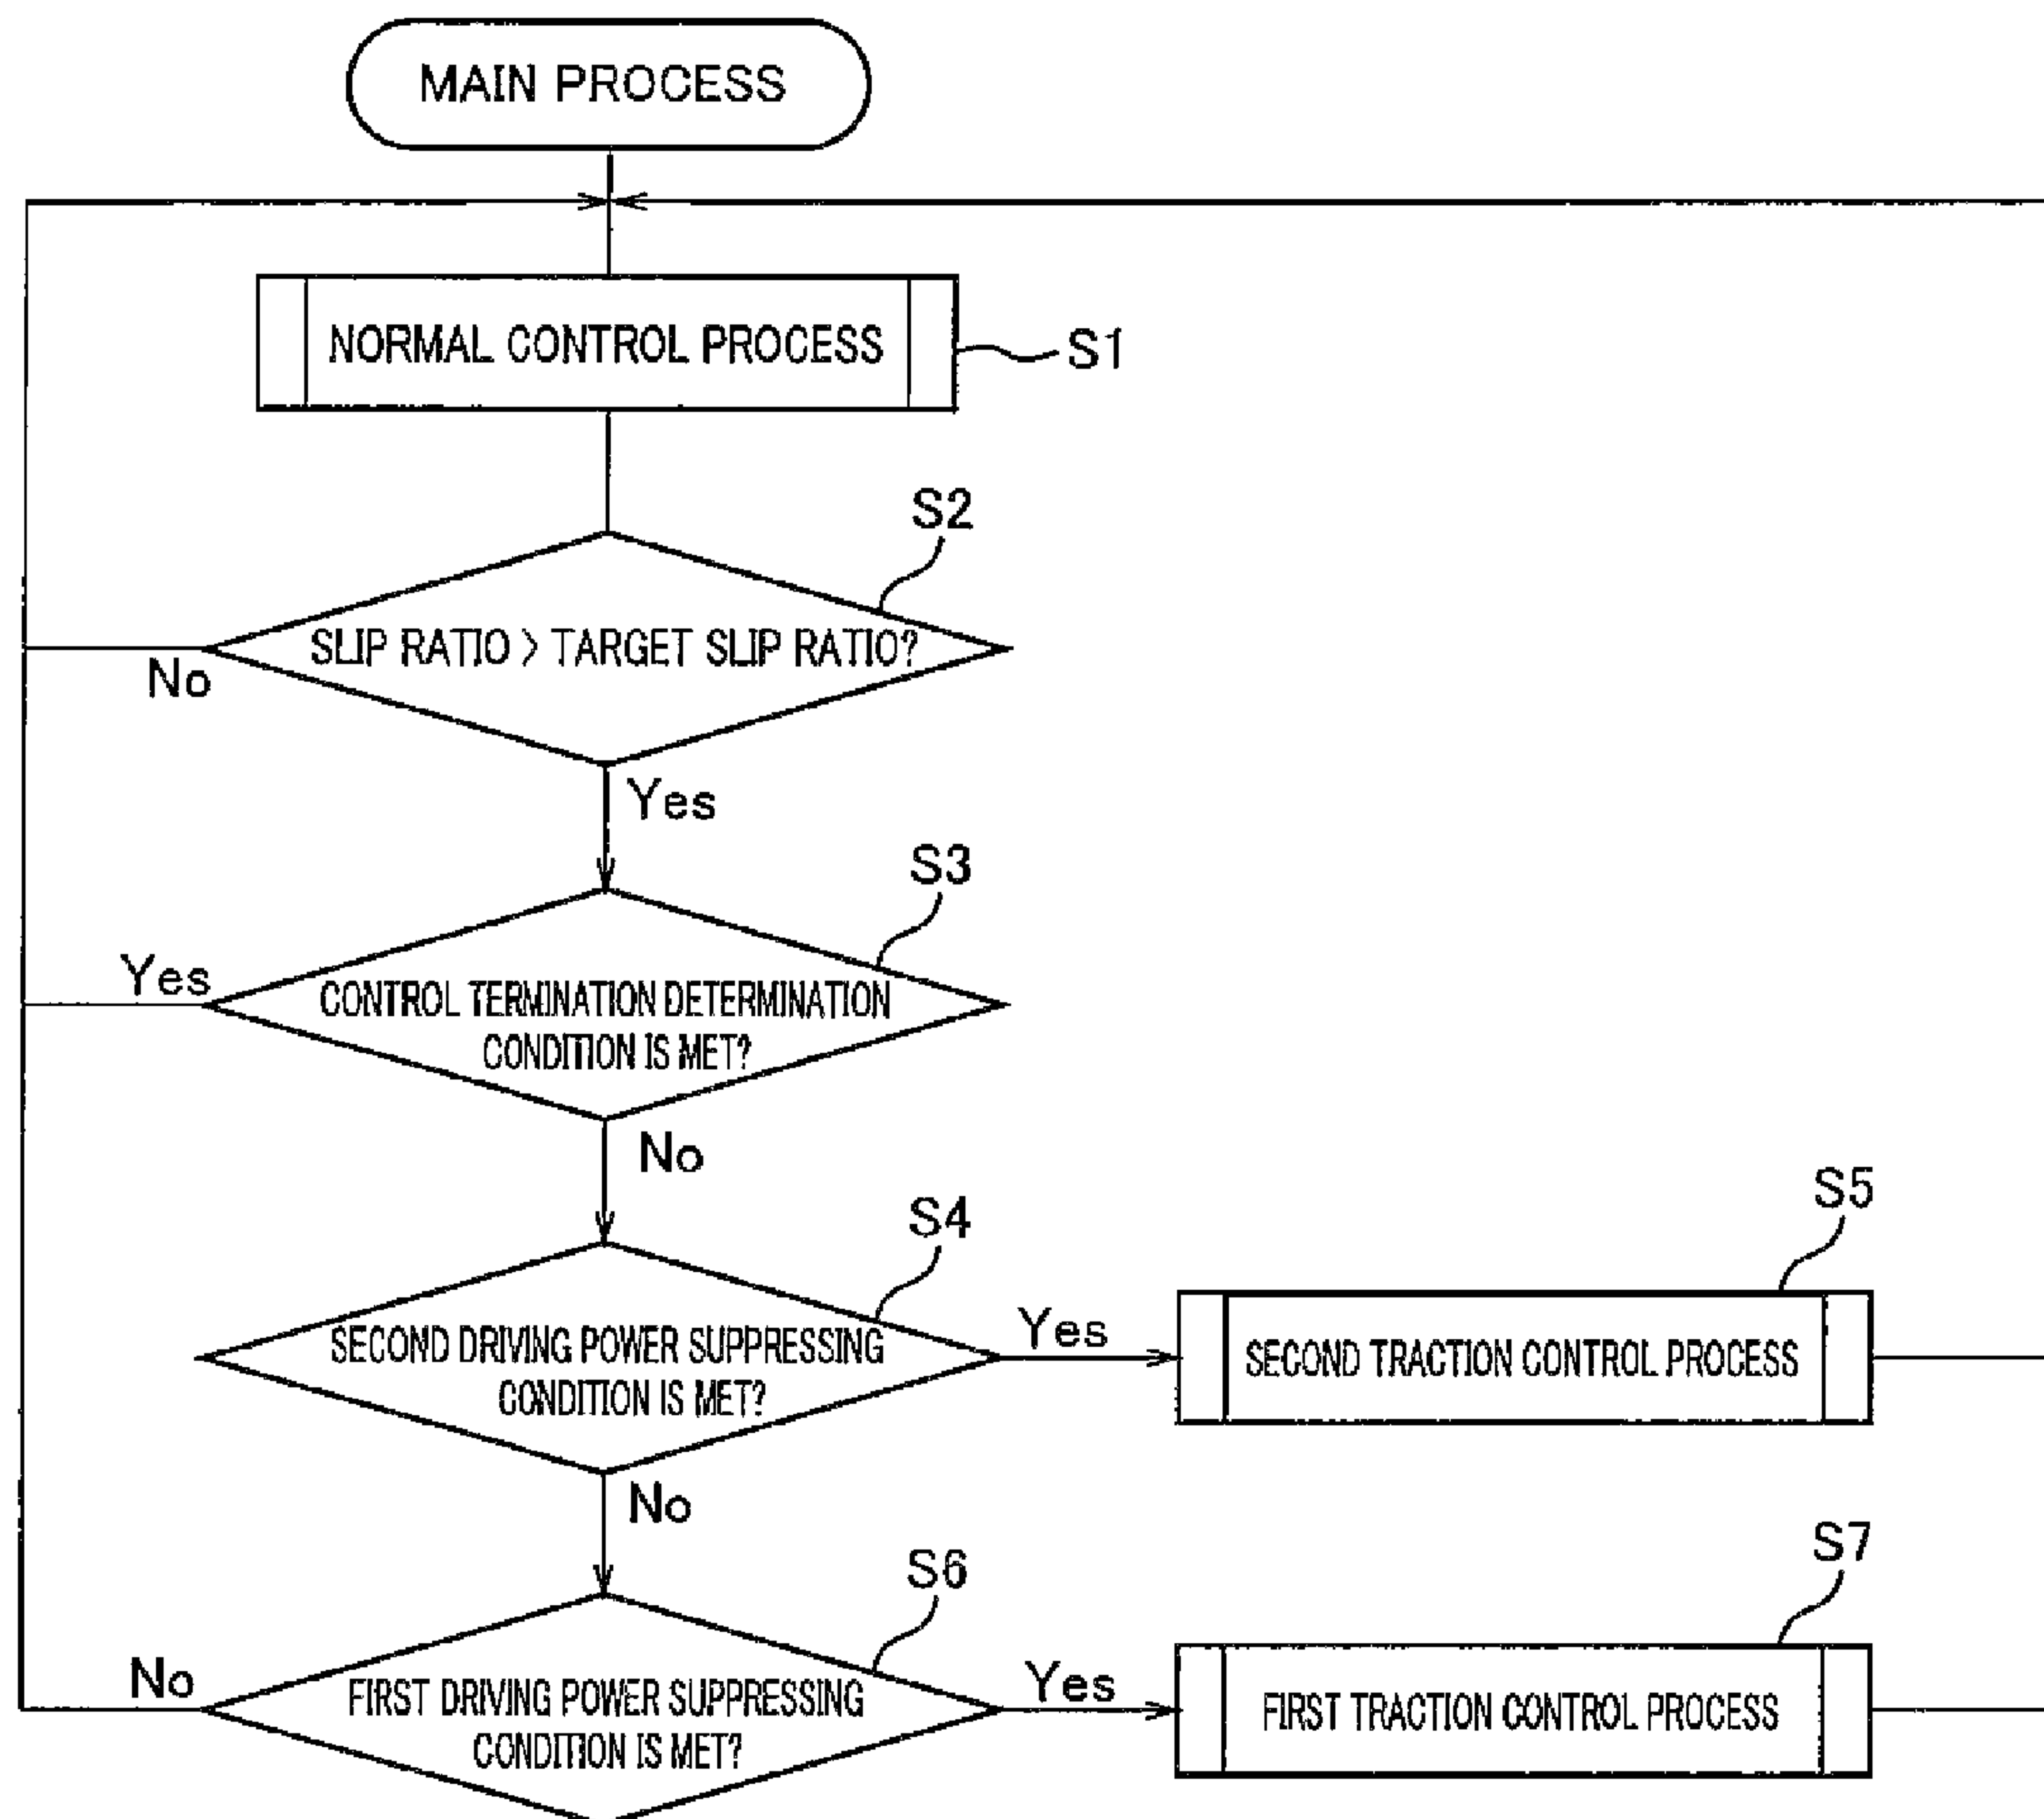 MAIN PROCESS
NORMAL CONTROL PROCESS
S1
S2
SLIP RATIO > TARGET SLIP RATIO?
No
Yes
S3
Yes
CONTROL TERMINATION DETERMINATION
CONDITION IS MET?
No
S4
S5
SECOND DRIVING POWER SUPPRESSING
CONDITION IS MET?
Yes
SECOND TRACTION CONTROL PROCESS
No
S6
S7
No
FIRST DRIVING POWER SUPPRESSING
CONDITION IS MET?
Yes
FIRST TRACTION CONTROL PROCESS